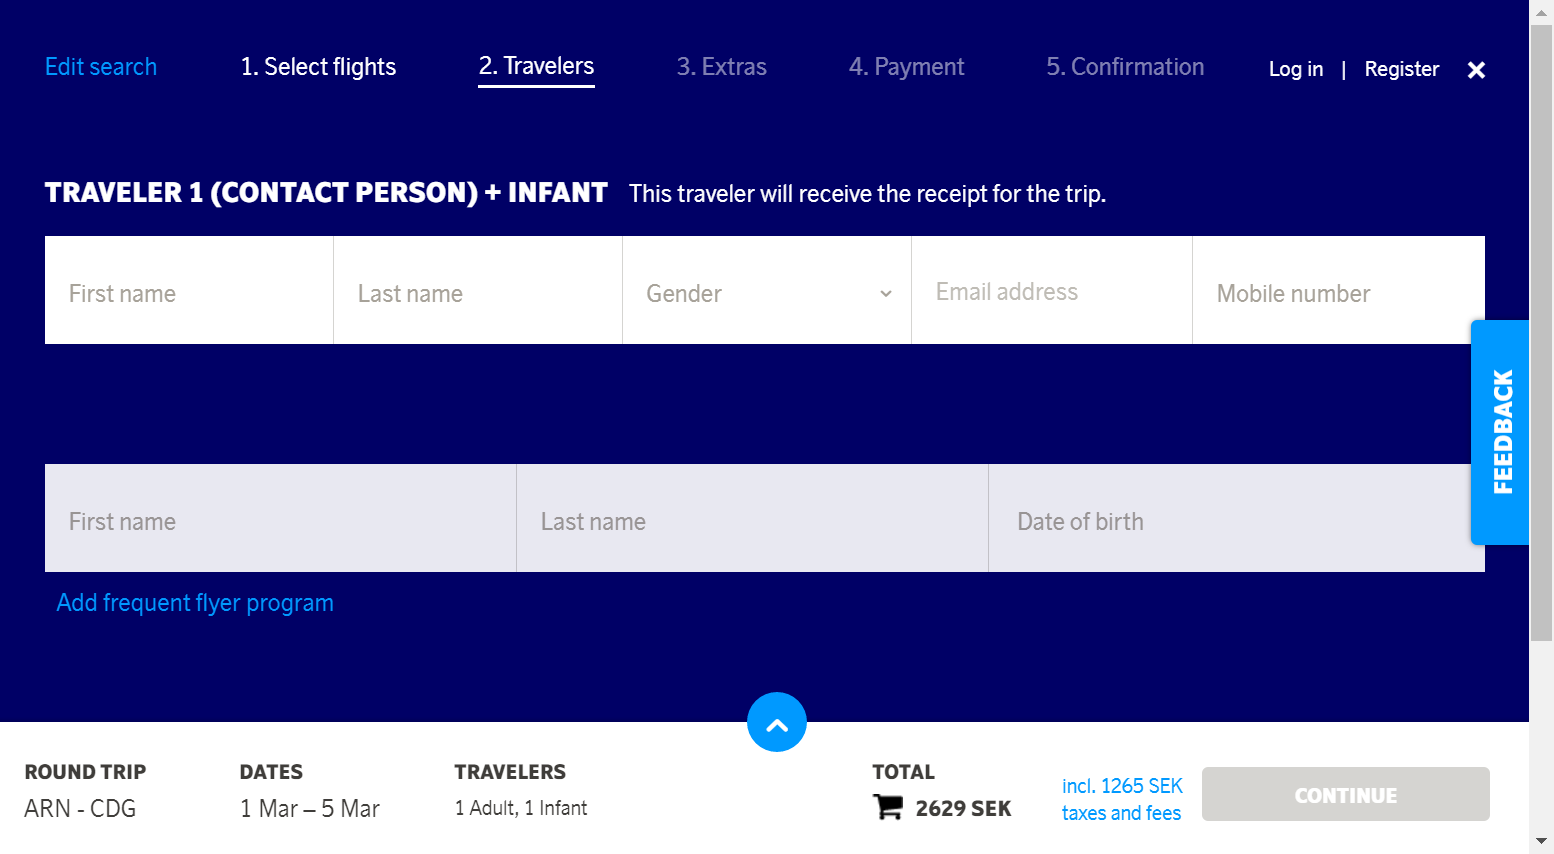 Edit search
1. Select flights
2. Travelers
3. Extras
4. Payment
5. Confirmation
Log in | Register
TRAVELER 1 (CONTACT PERSON) + INFANT
This traveler will receive the receipt for the trip.
First name
Last name
Gender
Email address
Mobile number
FEEDBACK
First name
Last name
Date of birth
Add frequent flyer program
ROUND TRIP
ARN - CDG
DATES
1 Mar – 5 Mar
TRAVELERS
1 Adult, 1 Infant
TOTAL
2629 SEK
incl. 1265 SEK
taxes and fees
CONTINUE